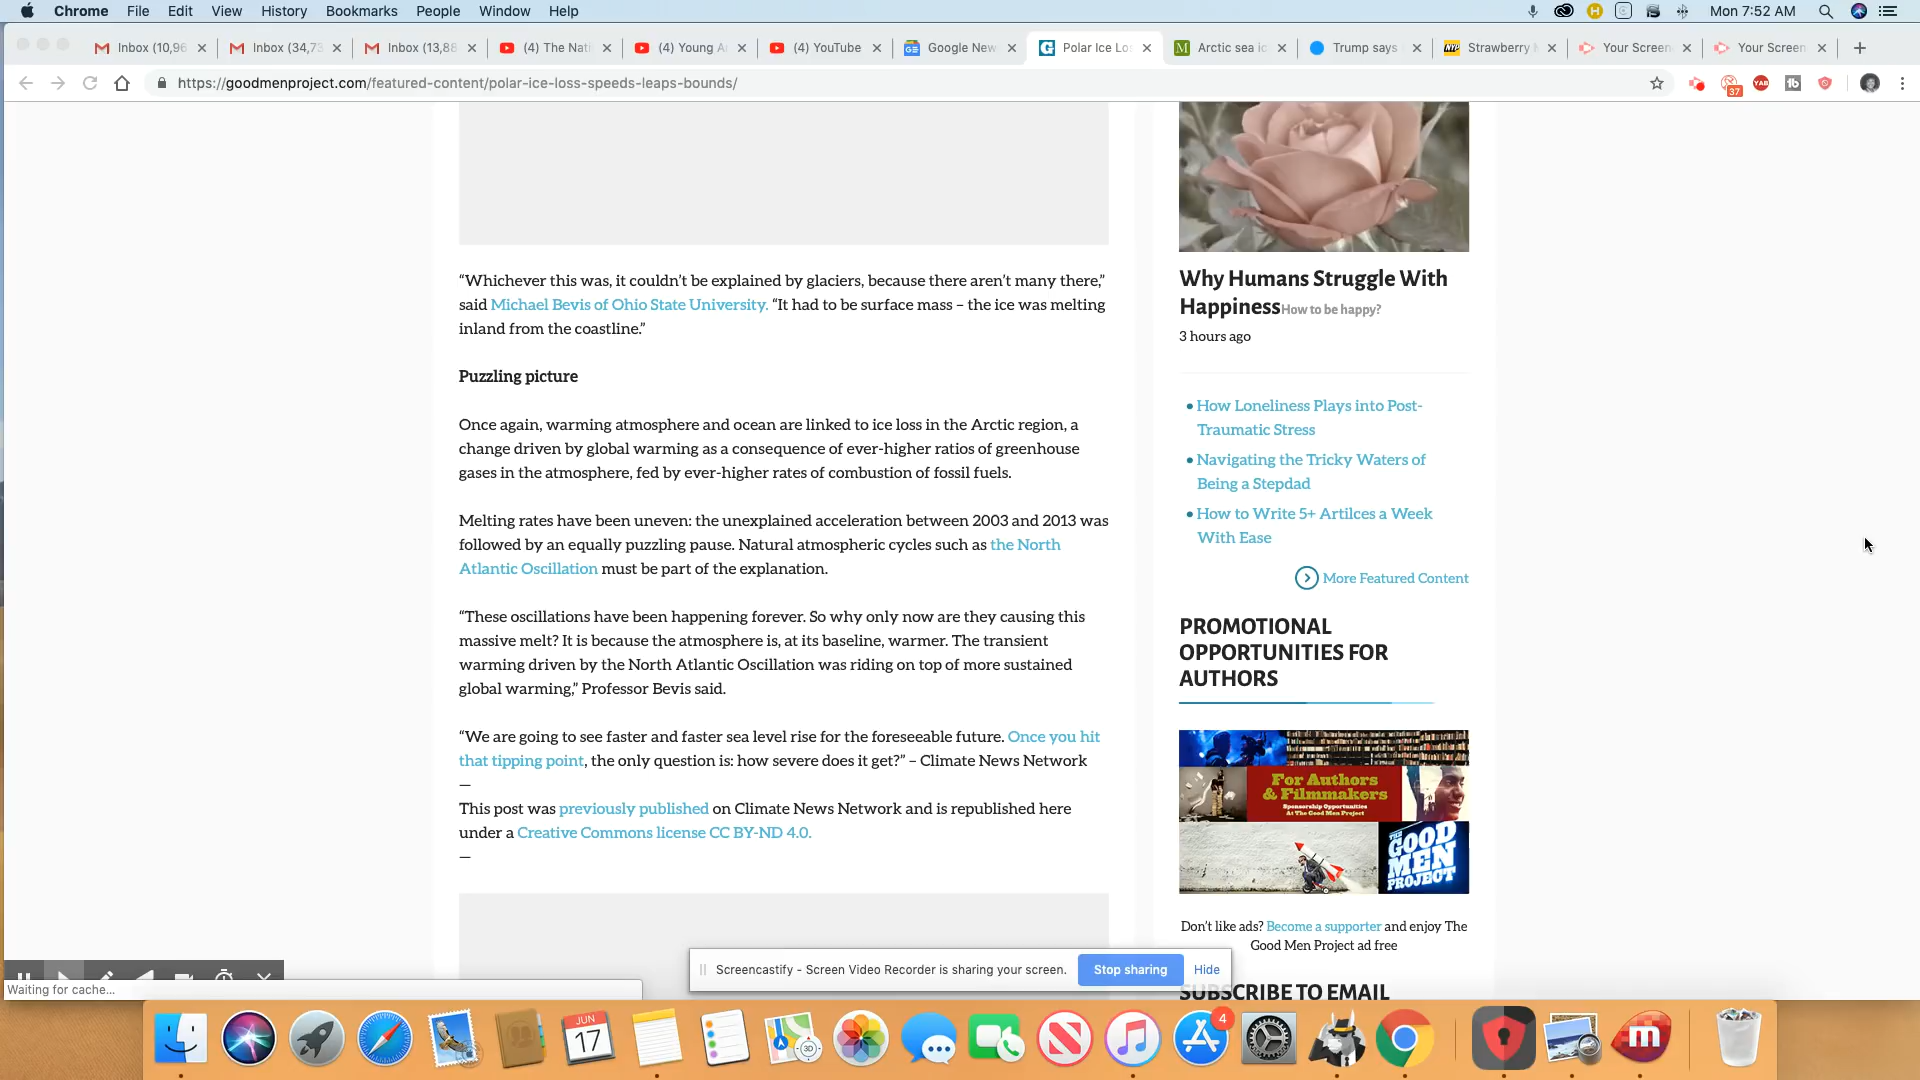 Chrome File Edit View History Bookmarks People Window Help Mon 7:52 AM
Inbox (10,96 Inbox (34,73 Inbox (13,88 (4) The Nati (4) Young A (4) YouTube Google New Polar Ice Lo Arctic sea ic Trump says Strawberry Your Screen Your Screen
https://goodmenproject.com/featured-content/polar-ice-loss-speeds-leaps-bounds/
37
“Whichever this was, it couldn’t be explained by glaciers, because there aren’t many there,”
said Michael Bevis of Ohio State University. “It had to be surface mass – the ice was melting
inland from the coastline.”
Puzzling picture
Once again, warming atmosphere and ocean are linked to ice loss in the Arctic region, a
change driven by global warming as a consequence of ever-higher ratios of greenhouse
gases in the atmosphere, fed by ever-higher rates of combustion of fossil fuels.
Melting rates have been uneven: the unexplained acceleration between 2003 and 2013 was
followed by an equally puzzling pause. Natural atmospheric cycles such as the North
Atlantic Oscillation must be part of the explanation.
“These oscillations have been happening forever. So why only now are they causing this
massive melt? It is because the atmosphere is, at its baseline, warmer. The transient
warming driven by the North Atlantic Oscillation was riding on top of more sustained
global warming,” Professor Bevis said.
“We are going to see faster and faster sea level rise for the foreseeable future. Once you hit
that tipping point, the only question is: how severe does it get?” – Climate News Network
—
This post was previously published on Climate News Network and is republished here
under a Creative Commons license CC BY-ND 4.0.
—
Why Humans Struggle With
Happiness How to be happy?
3 hours ago
• How Loneliness Plays into Post-
Traumatic Stress
• Navigating the Tricky Waters of
Being a Stepdad
• How to Write 5+ Artilces a Week
With Ease
More Featured Content
PROMOTIONAL
OPPORTUNITIES FOR
AUTHORS
For Authors
& Filmmakers
Sponsorship Opportunities
At The Good Men Project
THE
GOOD
MEN
PROJECT
Don’t like ads? Become a supporter and enjoy The
Good Men Project ad free
SUBSCRIBE TO EMAIL
Screencastify - Screen Video Recorder is sharing your screen. Stop sharing Hide
Waiting for cache...
JUN
17
3D
4